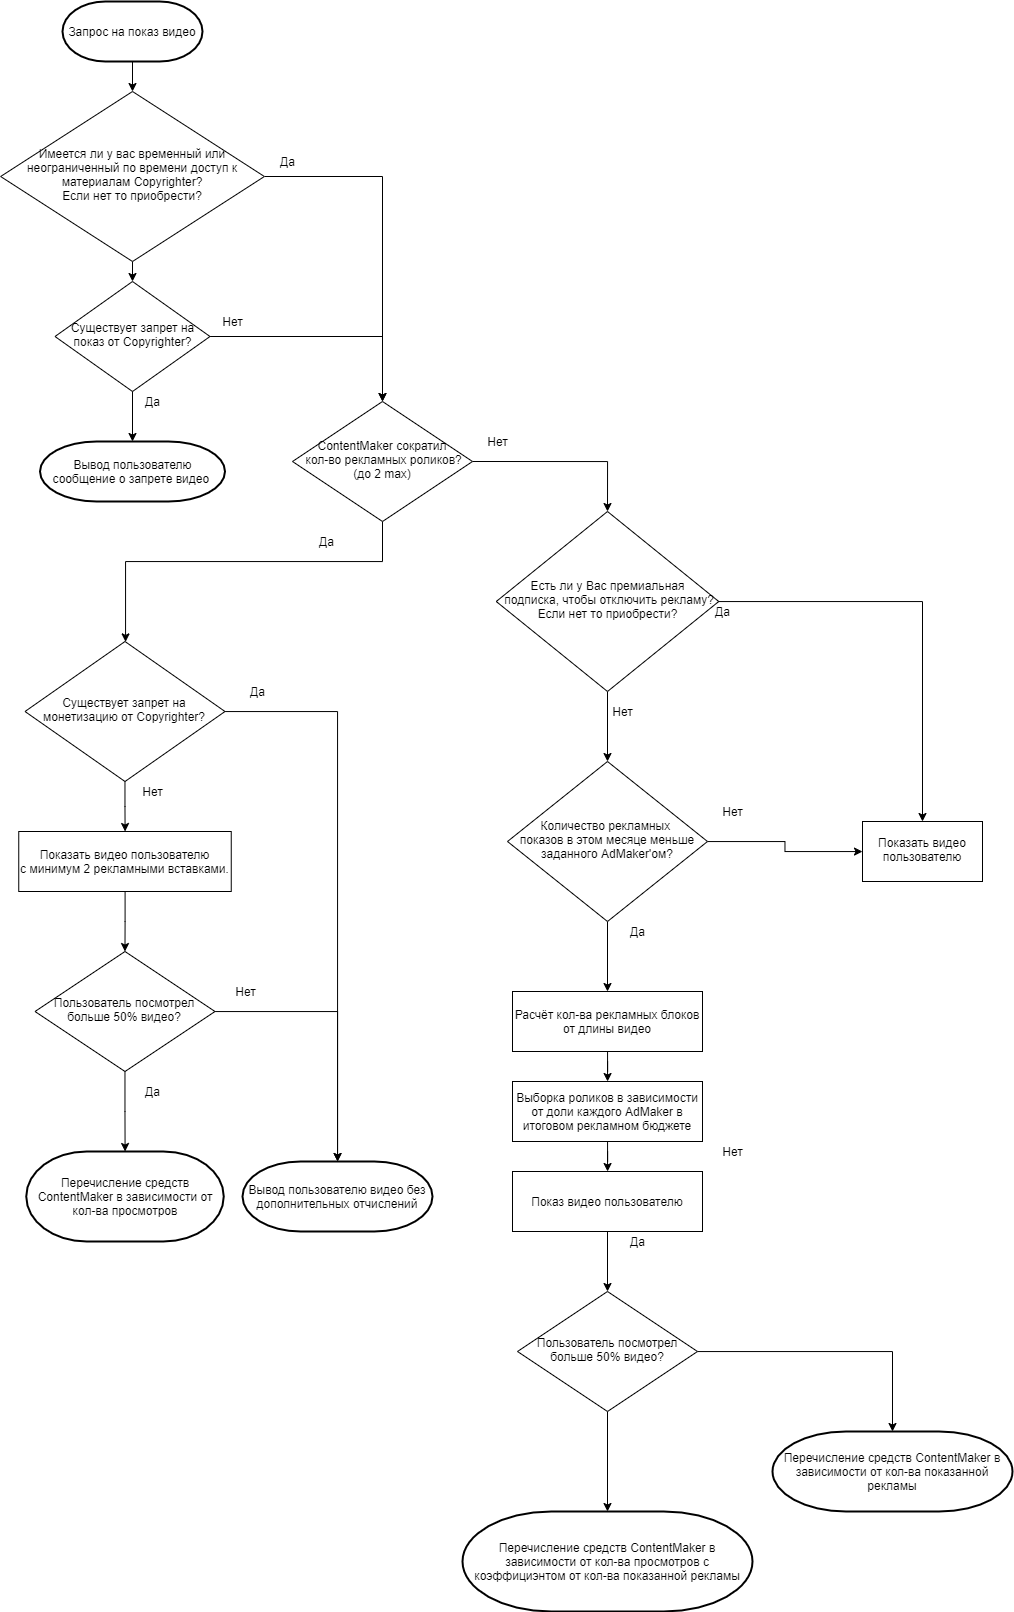 Запрос на показ видео
Имеется ли у вас временный или
неограниченный по времени доступ к
материалам Copyrighter?
Если нет то приобрести?
Да
Существует запрет на
показ от Copyrighter?
Нет
Да
Вывод пользователю
сообщение о запрете видео
ContentMaker сократил
кол-во рекламных роликов?
(до 2 max)
Нет
Да
Есть ли у Вас премиальная
подписка, чтобы отключить рекламу?
Если нет то приобрести?
Да
Нет
Существует запрет на
монетизацию от Copyrighter?
Да
Нет
Количество рекламных
показов в этом месяце меньше
заданного AdMaker'ом?
Нет
Да
Показать видео
пользователю
Показать видео пользователю
с минимум 2 рекламными вставками.
Пользователь посмотрел
больше 50% видео?
Нет
Да
Расчёт кол-ва рекламных блоков
от длины видео
Выборка роликов в зависимости
от доли каждого AdMaker в
итоговом рекламном бюджете
Нет
Перечисление средств
ContentMaker в зависимости от
кол-ва просмотров
Вывод пользователю видео без
дополнительных отчислений
Показ видео пользователю
Да
Пользователь посмотрел
больше 50% видео?
Перечисление средств ContentMaker в
зависимости от кол-ва показанной
рекламы
Перечисление средств ContentMaker в
зависимости от кол-ва просмотров с
коэффициэнтом от кол-ва показанной рекламы